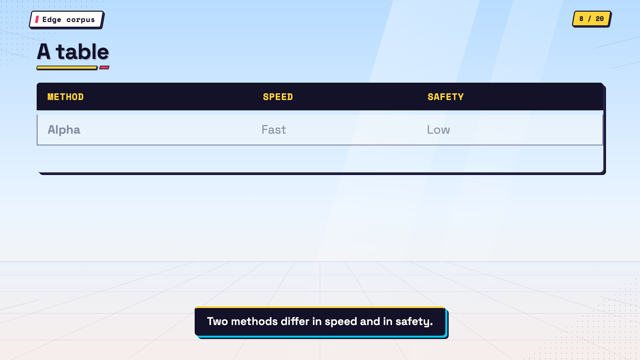 Edge corpus
8 / 20
A table
METHOD SPEED SAFETY
Alpha Fast Low
Two methods differ in speed and in safety.